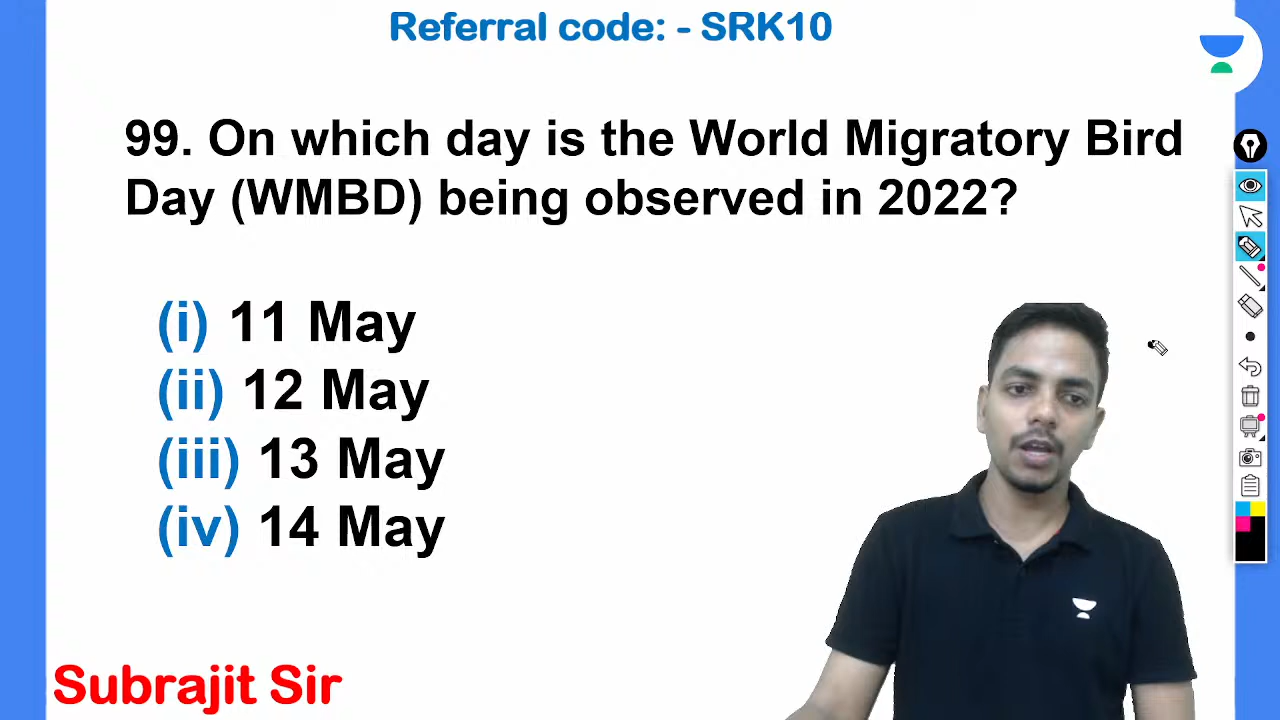 Referral code: - SRK10
99. On which day is the World Migratory Bird
Day (WMBD) being observed in 2022?
(i) 11 May
(ii) 12 May
(iii) 13 May
(iv) 14 May
Subrajit Sir